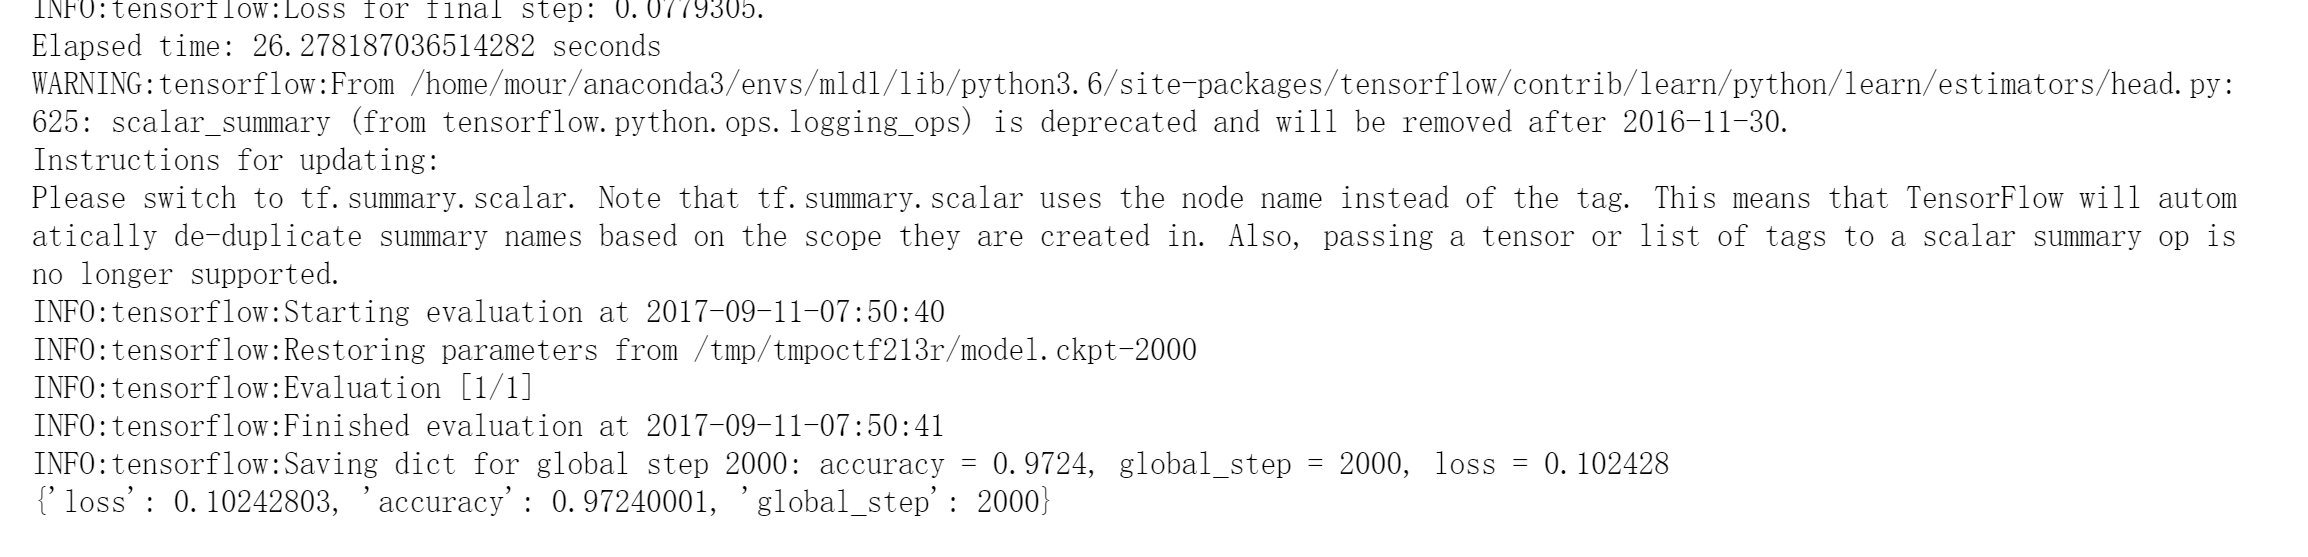 INFO:tensorflow:Loss for final step: 0.0779305.
Elapsed time: 26.278187036514282 seconds
WARNING:tensorflow:From /home/mour/anaconda3/envs/mldl/lib/python3.6/site-packages/tensorflow/contrib/learn/python/learn/estimators/head.py:
625: scalar_summary (from tensorflow.python.ops.logging_ops) is deprecated and will be removed after 2016-11-30.
Instructions for updating:
Please switch to tf.summary.scalar. Note that tf.summary.scalar uses the node name instead of the tag. This means that TensorFlow will autom
atically de-duplicate summary names based on the scope they are created in. Also, passing a tensor or list of tags to a scalar summary op is
no longer supported.
INFO:tensorflow:Starting evaluation at 2017-09-11-07:50:40
INFO:tensorflow:Restoring parameters from /tmp/tmpoctf213r/model.ckpt-2000
INFO:tensorflow:Evaluation [1/1]
INFO:tensorflow:Finished evaluation at 2017-09-11-07:50:41
INFO:tensorflow:Saving dict for global step 2000: accuracy = 0.9724, global_step = 2000, loss = 0.102428
{'loss': 0.10242803, 'accuracy': 0.97240001, 'global_step': 2000}